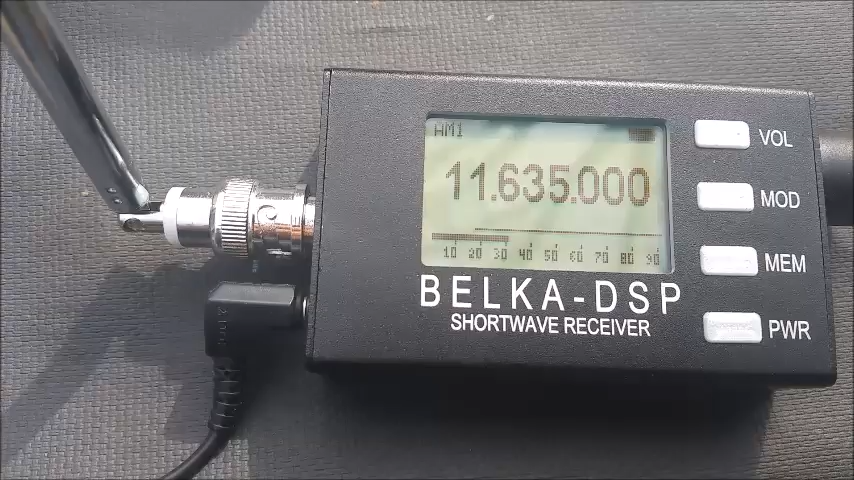 AM1
VOL
11.635.000
MOD
10 20 30 40 50 60 70 80 90
MEM
BELKA-DSP
SHORTWAVE RECEIVER
PWR